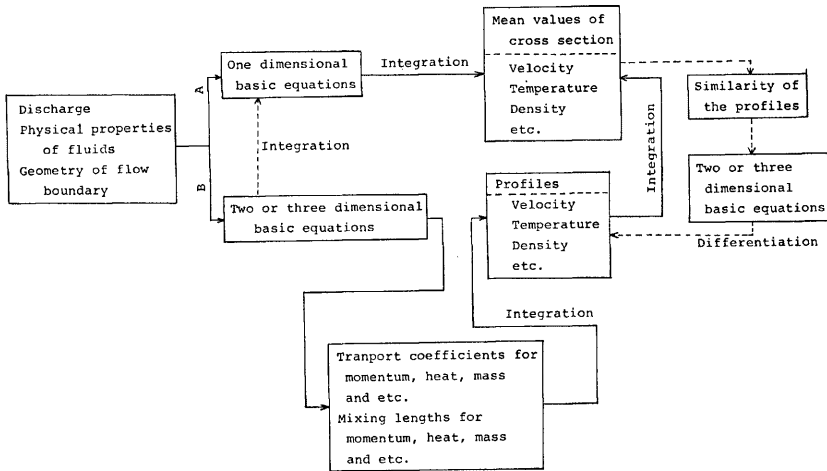 Discharge
Physical properties
of fluids
Geometry of flow
boundary
A
B
One dimensional
basic equations
Integration
Integration
Two or three dimensional
basic equations
Mean values of
cross section
Velocity
Temperature
Density
etc.
Similarity of
the profiles
Integration
Two or three
dimensional
basic equations
Differentiation
Profiles
Velocity
Temperature
Density
etc.
Integration
Tranport coefficients for
momentum, heat, mass
and etc.
Mixing lengths for
momentum, heat, mass
and etc.